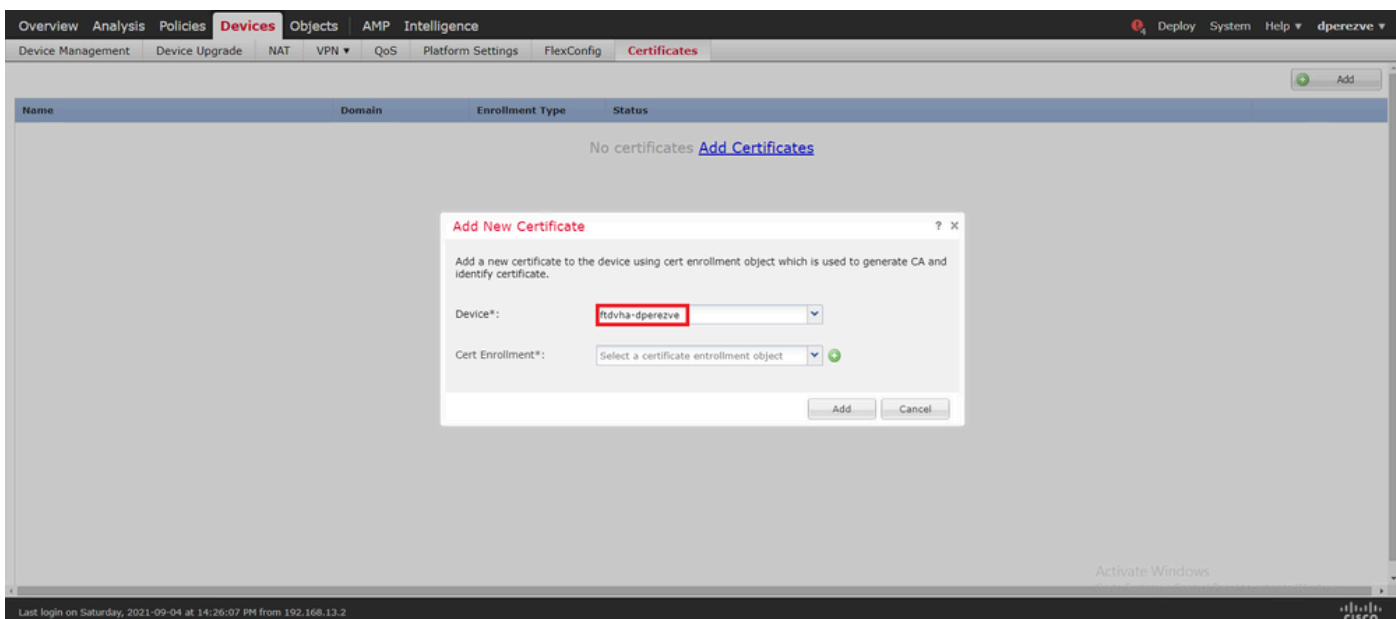 Overview Analysis Policies Devices Objects AMP Intelligence 4 Deploy System Help dperezve
Device Management Device Upgrade NAT VPN QoS Platform Settings FlexConfig Certificates
Add
Name Domain Enrollment Type Status
No certificates Add Certificates
Add New Certificate ? X
Add a new certificate to the device using cert enrollment object which is used to generate CA and
identify certificate.
Device*: ftdvha-dperezve
Cert Enrollment*: Select a certificate entrollment object
Add Cancel
Activate Windows
Last login on Saturday, 2021-09-04 at 14:26:07 PM from 192.168.13.2
CISCO